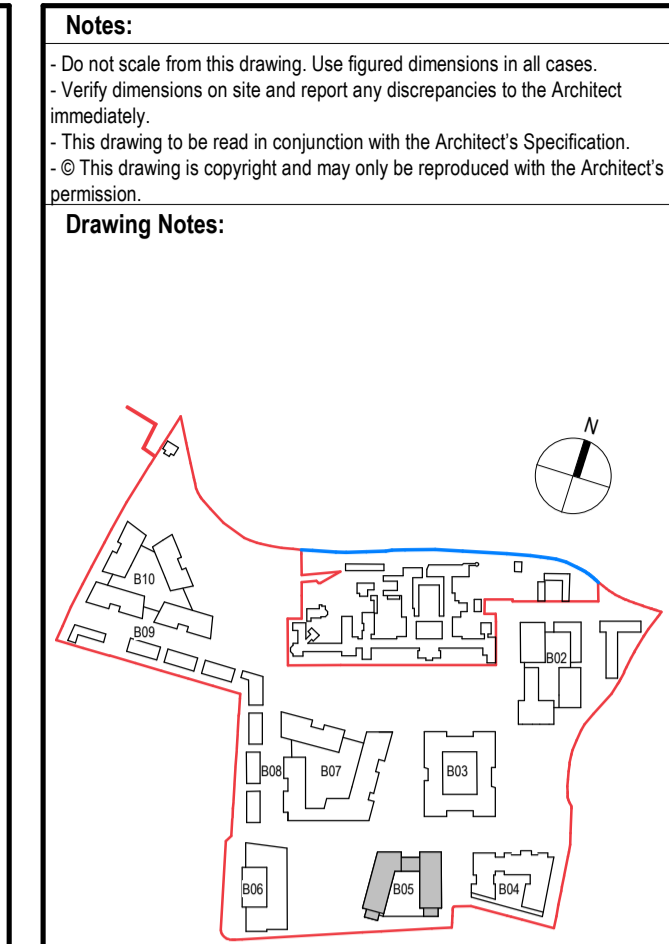 Notes:
- Do not scale from this drawing. Use figured dimensions in all cases.
- Verify dimensions on site and report any discrepancies to the Architect
immediately.
- This drawing to be read in conjunction with the Architect's Specification.
- © This drawing is copyright and may only be reproduced with the Architect's
permission.
Drawing Notes:
N
B10
B09
B02
B08
B07
B03
B06
B05
B04